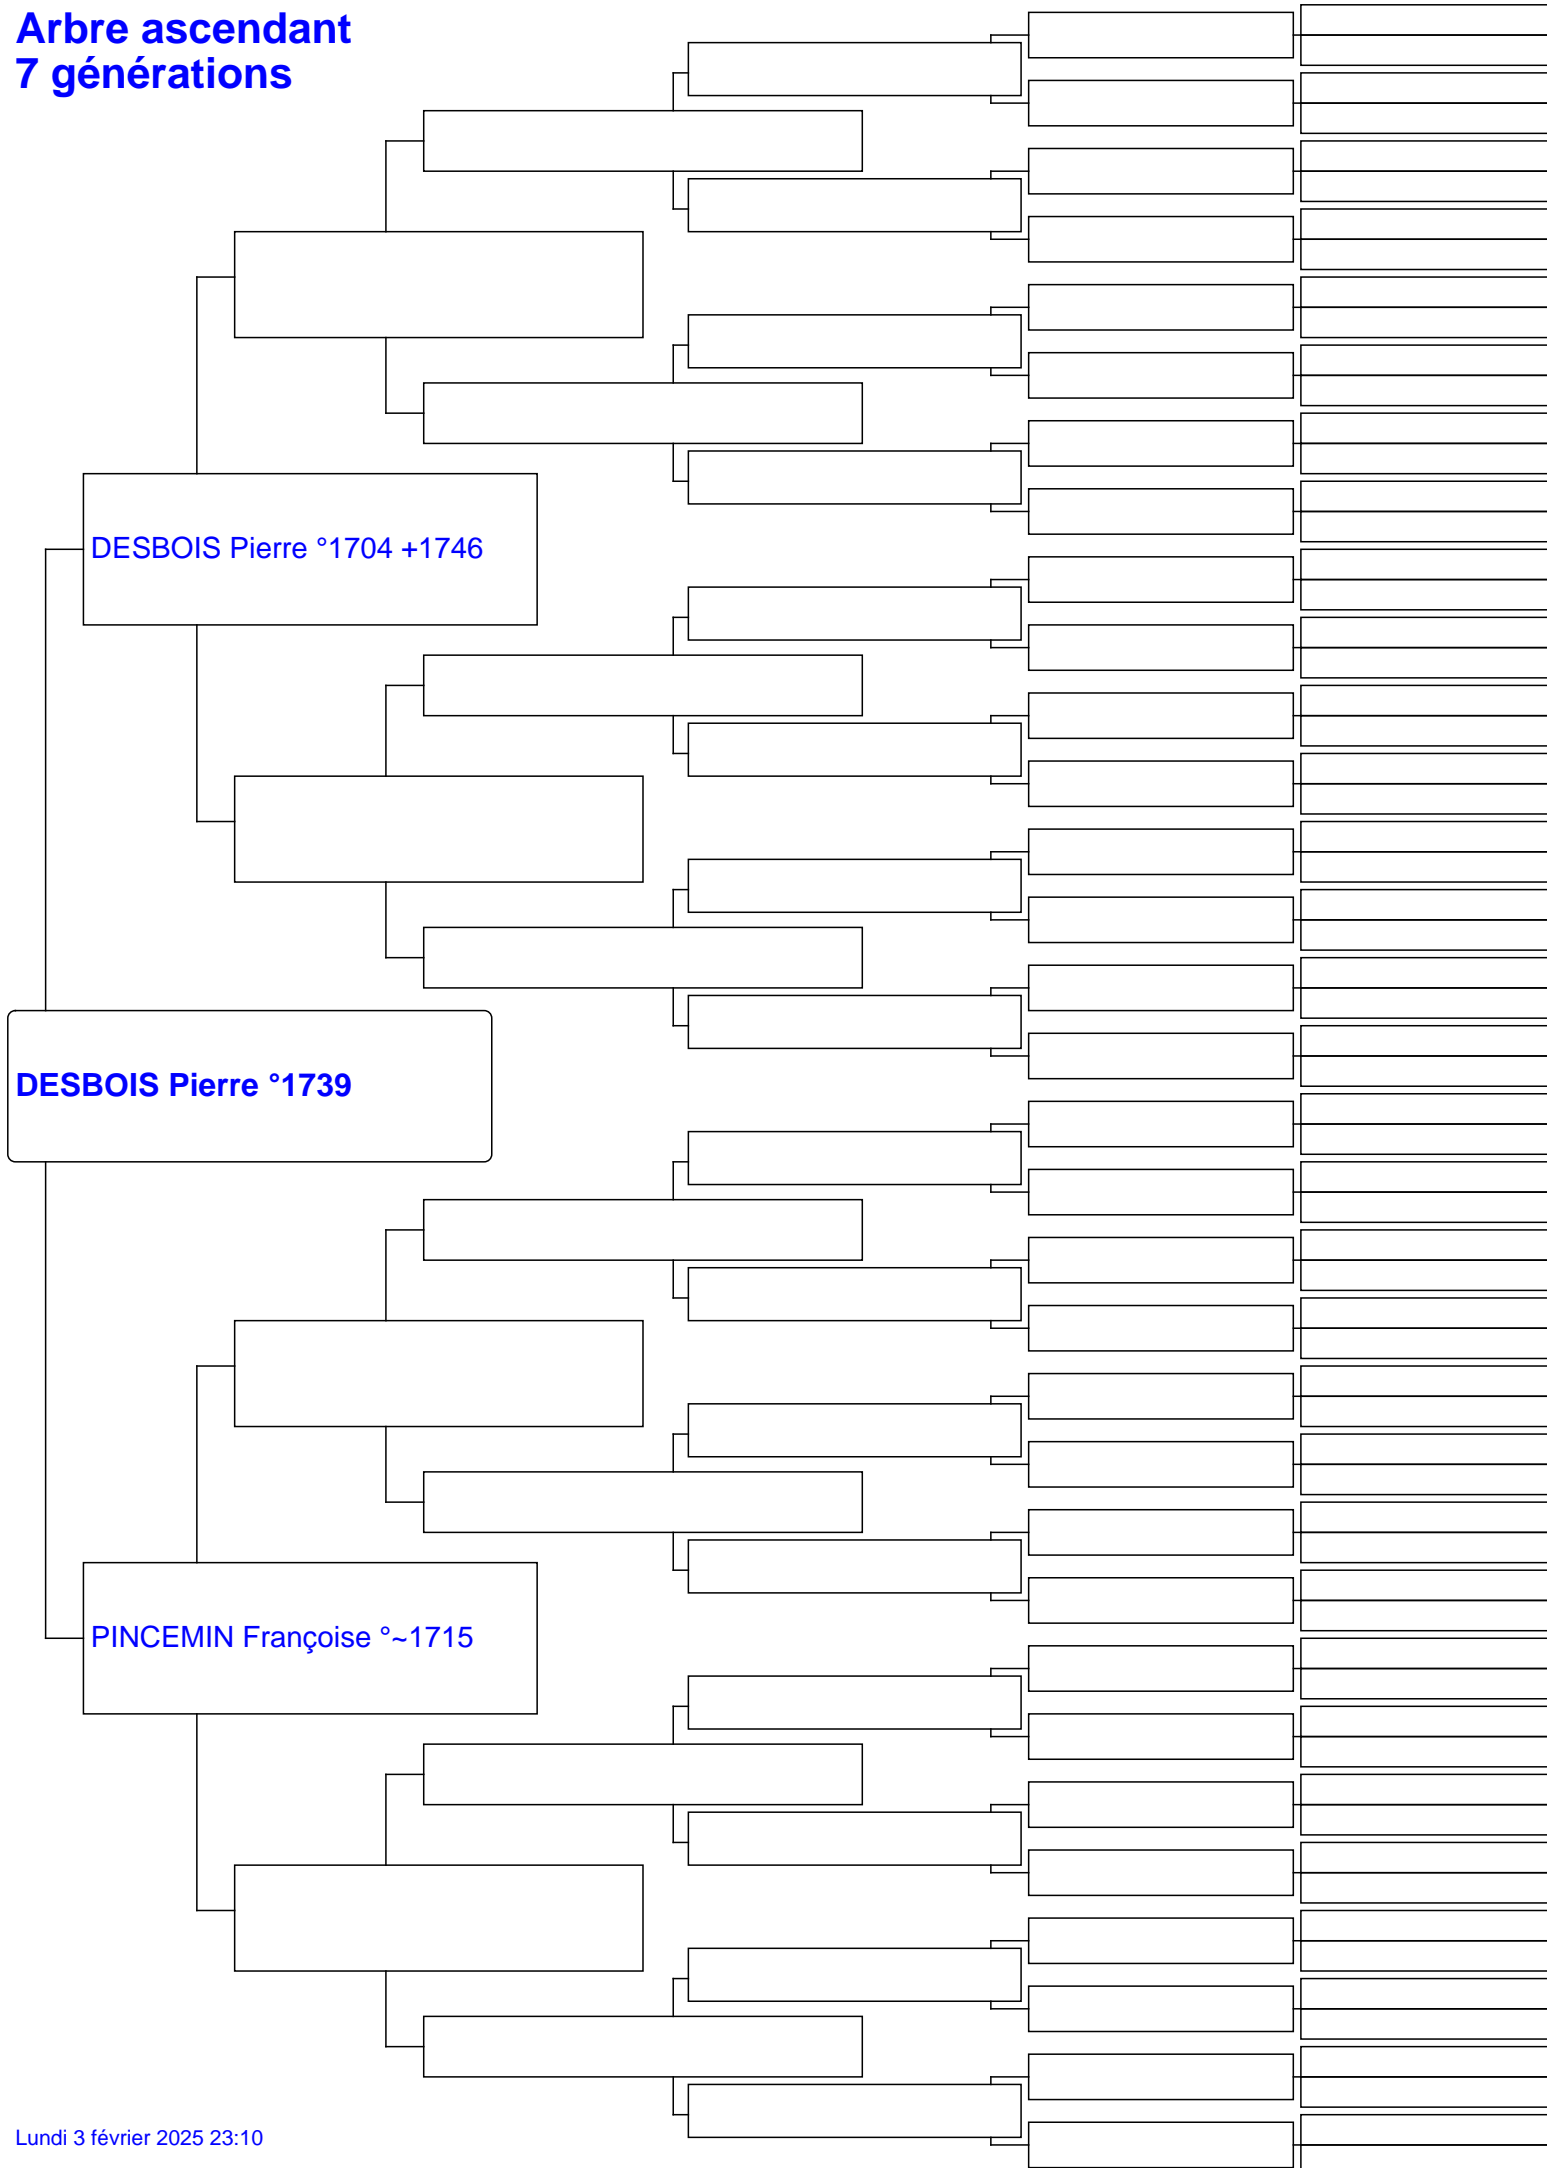 Arbre ascendant
7 générations
DESBOIS Pierre °1704 +1746
DESBOIS Pierre °1739
PINCEMIN Françoise °~1715
Lundi 3 février 2025 23:10